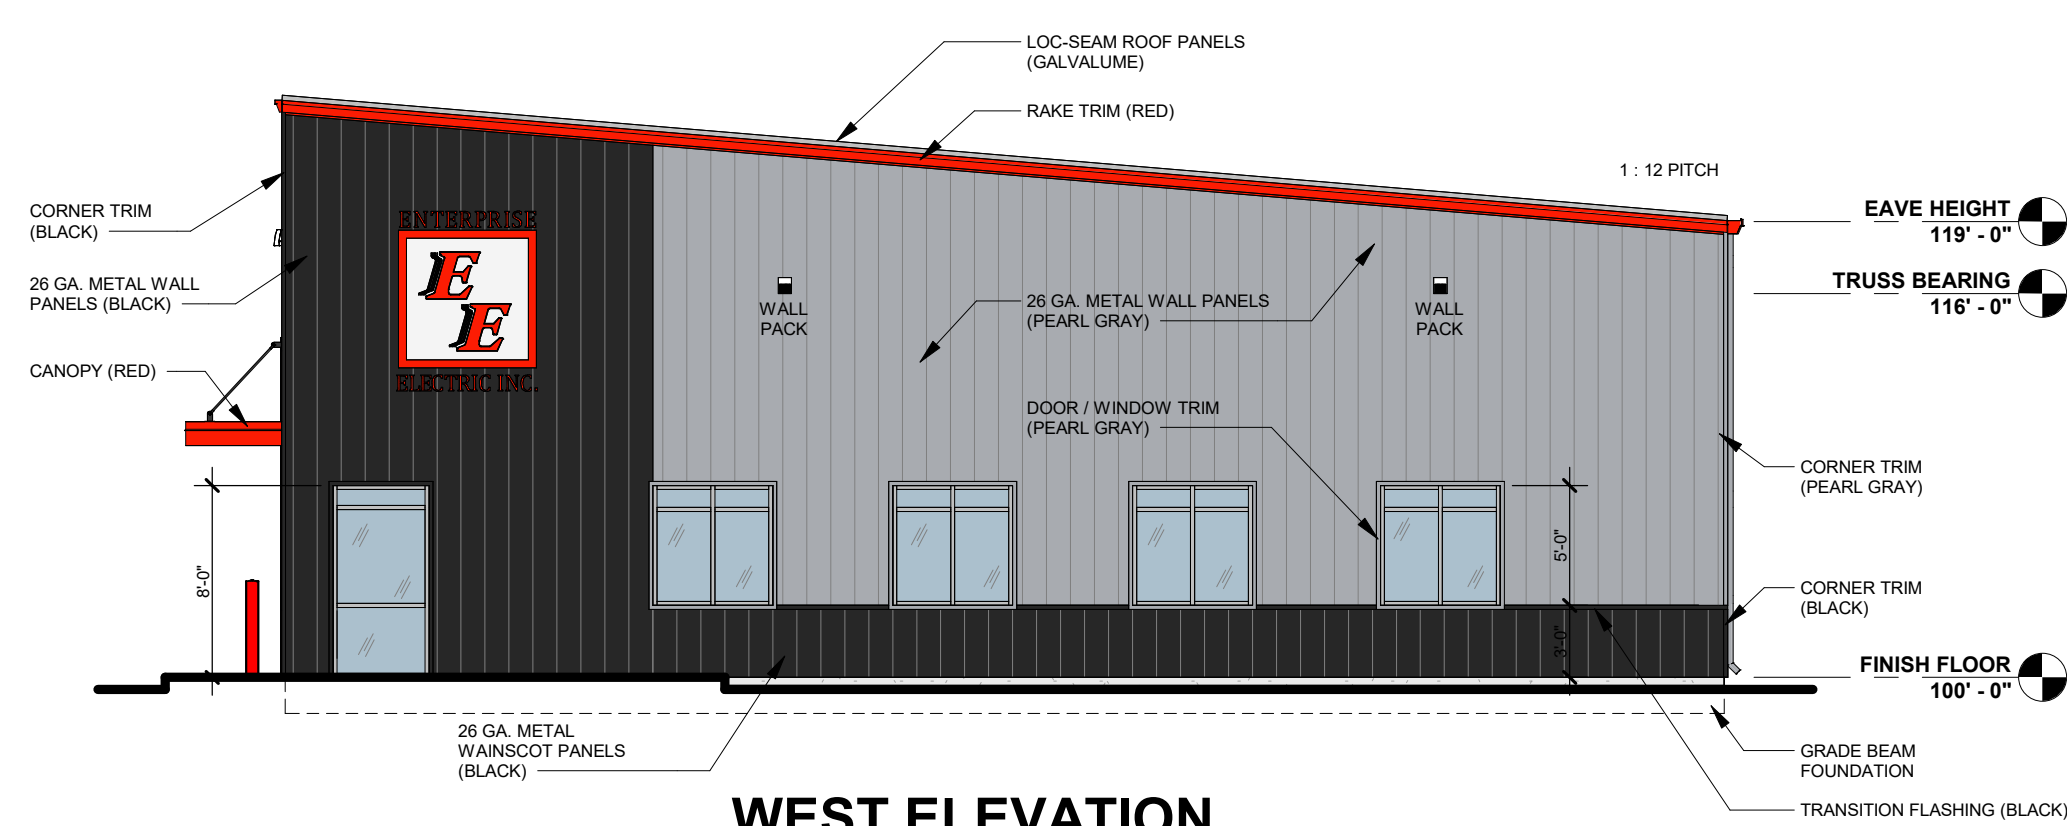 LOC-SEAM ROOF PANELS
(GALVALUME)
RAKE TRIM (RED)
1 : 12 PITCH
CORNER TRIM
(BLACK)
EAVE HEIGHT
119' - 0"
ENTERPRISE
E
E
ELECTRIC INC.
26 GA. METAL WALL
PANELS (BLACK)
TRUSS BEARING
116' - 0"
WALL
PACK
26 GA. METAL WALL PANELS
(PEARL GRAY)
WALL
PACK
CANOPY (RED)
DOOR / WINDOW TRIM
(PEARL GRAY)
CORNER TRIM
(PEARL GRAY)
8'-0"
5'-0"
CORNER TRIM
(BLACK)
3'-0"
FINISH FLOOR
100' - 0"
26 GA. METAL
WAINSCOT PANELS
(BLACK)
GRADE BEAM
FOUNDATION
TRANSITION FLASHING (BLACK)
WEST ELEVATION